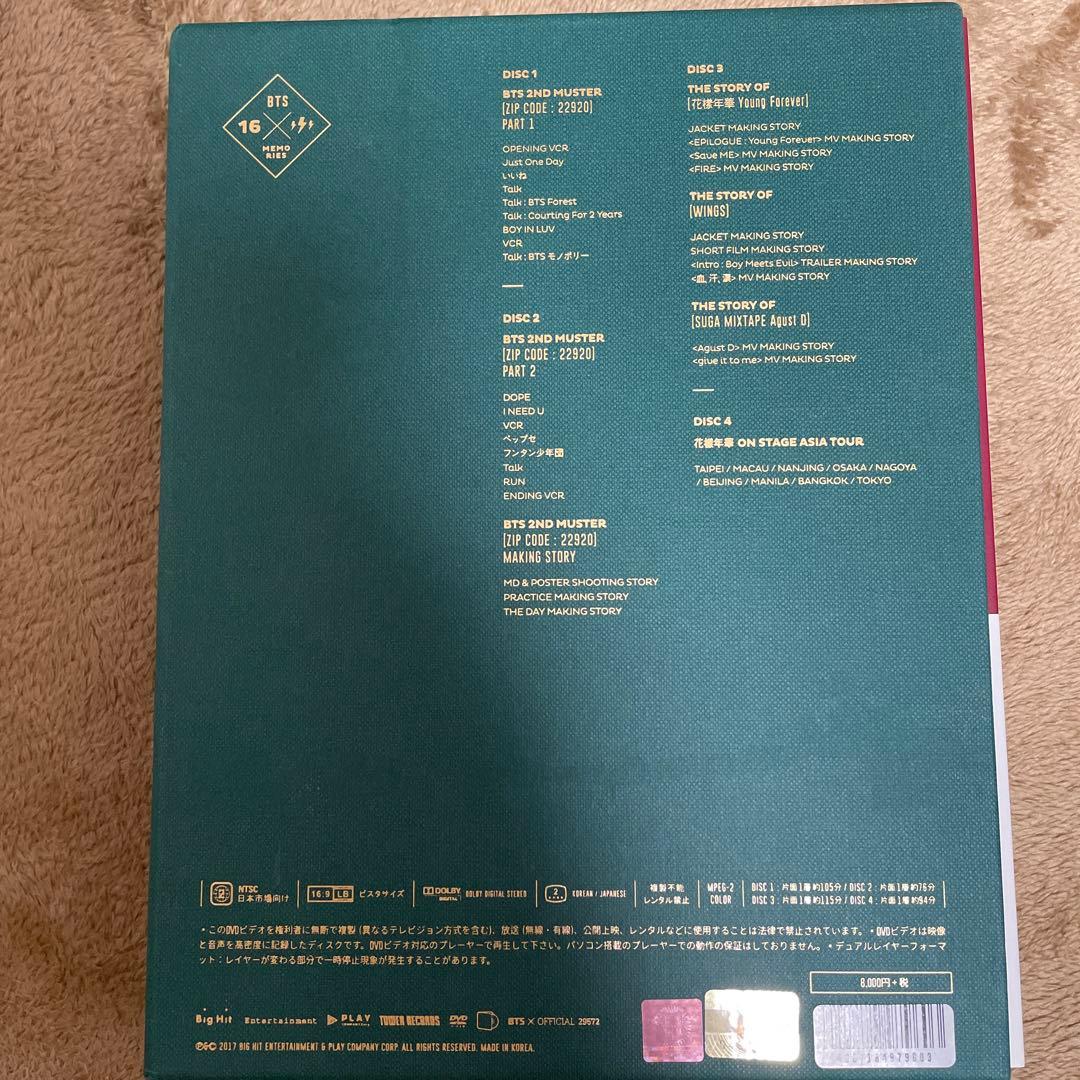 BTS
16
MEMO
RIES
DISC 1
BTS 2ND MUSTER
[ZIP CODE : 22920]
PART 1
OPENING VCR
Just One Day
いいね
Talk
Talk : BTS Forest
Talk : Courting For 2 Years
BOY IN LUV
VCR
Talk : BTS モノポリー
DISC 2
BTS 2ND MUSTER
[ZIP CODE : 22920]
PART 2
DOPE
I NEED U
VCR
ペップセ
フンタン少年団
Talk
RUN
ENDING VCR
BTS 2ND MUSTER
[ZIP CODE : 22920]
MAKING STORY
MD & POSTER SHOOTING STORY
PRACTICE MAKING STORY
THE DAY MAKING STORY
DISC 3
THE STORY OF
[花樣年華 Young Forever]
JACKET MAKING STORY
<EPILOGUE : Young Forever> MV MAKING STORY
<Save ME> MV MAKING STORY
<FIRE> MV MAKING STORY
THE STORY OF
[WINGS]
JACKET MAKING STORY
SHORT FILM MAKING STORY
<Intro : Boy Meets Evil> TRAILER MAKING STORY
<血, 汗, 淚> MV MAKING STORY
THE STORY OF
[SUGA MIXTAPE Agust D]
<Agust D> MV MAKING STORY
<give it to me> MV MAKING STORY
DISC 4
花樣年華 ON STAGE ASIA TOUR
TAIPEI / MACAU / NANJING / OSAKA / NAGOYA
/ BEIJING / MANILA / BANGKOK / TOKYO
2 NTSC 日本市場向け
16:9 LB ビスタサイズ
DOLBY DIGITAL DOLBY DIGITAL STEREO
2 KOREAN / JAPANESE
複製不能
レンタル禁止
MPEG-2
COLOR
DISC 1 : 片面1層約105分 / DISC 2 : 片面1層約76分
DISC 3 : 片面1層約115分 / DISC 4 : 片面1層約94分
・このDVDビデオを権利者に無断で複製 (異なるテレビジョン方式を含む)、放送 (無線・有線)、公開上映、レンタルなどに使用することは法律で禁止されています。・DVDビデオは映像
と音声を高密度に記録したディスクです。DVDビデオ対応のプレーヤーで再生して下さい。パソコン搭載のプレーヤーでの動作の保証はしておりません。・デュアルレイヤーフォーマ
ット：レイヤーが変わる部分で一時停止現象が発生することがあります。
8,000円+税
Big Hit Entertainment PLAY TOWER RECORDS DVD BTS × OFFICIAL 29572
Ⓟ&© 2017 BIG HIT ENTERTAINMENT & PLAY COMPANY CORP. ALL RIGHTS RESERVED. MADE IN KOREA.